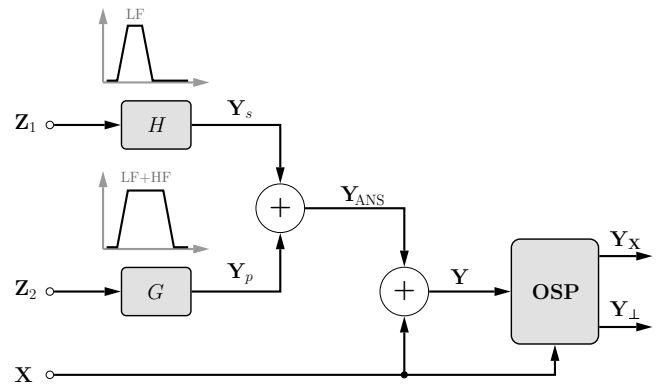 LF
Z₁ H Yₛ
LF+HF
+ Y_ANS
Z₂ G Yₚ + Y OSP Y_X
Y_⊥
X